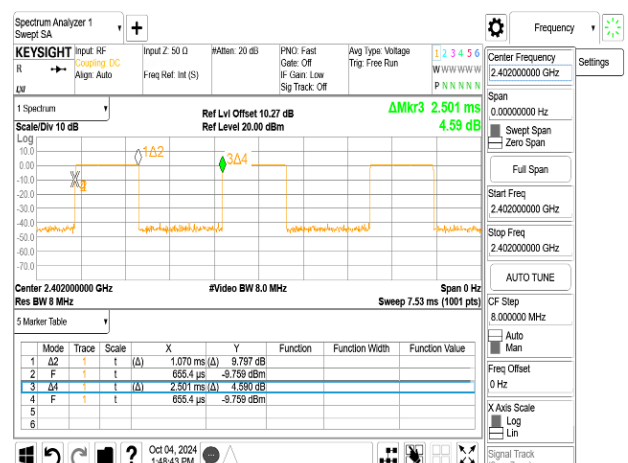 Spectrum Analyzer 1
Swept SA
Frequency
KEYSIGHT
R
Input: RF
Coupling: DC
Align: Auto
Input Z: 50 Ω
Freq Ref: Int (S)
#Atten: 20 dB
PNO: Fast
Gate: Off
IF Gain: Low
Sig Track: Off
Avg Type: Voltage
Trig: Free Run
1 2 3 4 5 6
W W W W W W
P N N N N N
Center Frequency
2.402000000 GHz
Settings
Span
0.00000000 Hz
Swept Span
Zero Span
Full Span
Start Freq
2.402000000 GHz
Stop Freq
2.402000000 GHz
AUTO TUNE
CF Step
8.000000 MHz
Auto
Man
Freq Offset
0 Hz
X Axis Scale
Log
Lin
Signal Track
1 Spectrum
Scale/Div 10 dB
Ref Lvl Offset 10.27 dB
Ref Level 20.00 dBm
ΔMkr3 2.501 ms
4.59 dB
Log
10.0
0.00
-10.0
-20.0
-30.0
-40.0
-50.0
-60.0
-70.0
1Δ2
3Δ4
Center 2.402000000 GHz
Res BW 8 MHz
#Video BW 8.0 MHz
Span 0 Hz
Sweep 7.53 ms (1001 pts)
5 Marker Table
Mode Trace Scale X Y Function Function Width Function Value
1 Δ2 1 t (Δ) 1.070 ms (Δ) 9.797 dB
2 F 1 t 655.4 µs -9.759 dBm
3 Δ4 1 t (Δ) 2.501 ms (Δ) 4.590 dB
4 F 1 t 655.4 µs -9.759 dBm
5
6
?
Oct 04, 2024
1:48:43 PM